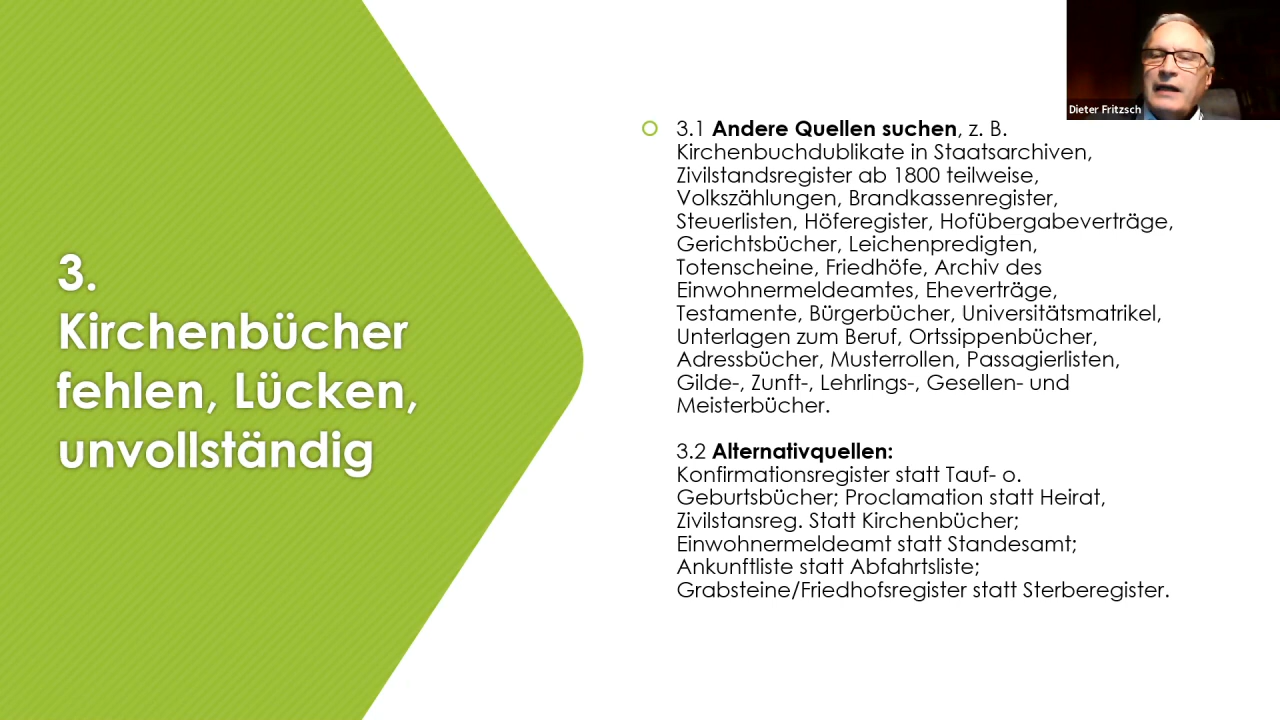 3.
Kirchenbücher
fehlen, Lücken,
unvollständig
Dieter Fritzsch
3.1 Andere Quellen suchen, z. B.
Kirchenbuchdublikate in Staatsarchiven,
Zivilstandsregister ab 1800 teilweise,
Volkszählungen, Brandkassenregister,
Steuerlisten, Höferegister, Hofübergabeverträge,
Gerichtsbücher, Leichenpredigten,
Totenscheine, Friedhöfe, Archiv des
Einwohnermeldeamtes, Eheverträge,
Testamente, Bürgerbücher, Universitätsmatrikel,
Unterlagen zum Beruf, Ortssippenbücher,
Adressbücher, Musterrollen, Passagierlisten,
Gilde-, Zunft-, Lehrlings-, Gesellen- und
Meisterbücher.
3.2 Alternativquellen:
Konfirmationsregister statt Tauf- o.
Geburtsbücher; Proclamation statt Heirat,
Zivilstansreg. Statt Kirchenbücher;
Einwohnermeldeamt statt Standesamt;
Ankunftliste statt Abfahrtsliste;
Grabsteine/Friedhofsregister statt Sterberegister.